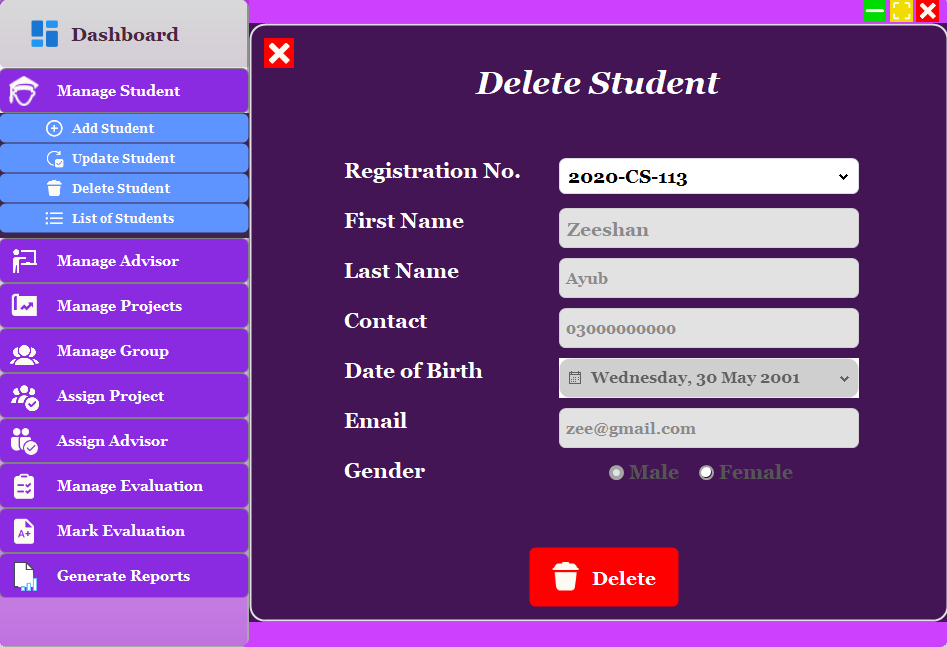 Dashboard
Manage Student
Add Student
Update Student
Delete Student
List of Students
Manage Advisor
Manage Projects
Manage Group
Assign Project
Assign Advisor
Manage Evaluation
A+ Mark Evaluation
Generate Reports
Delete Student
Registration No. 2020-CS-113
First Name Zeeshan
Last Name Ayub
Contact 03000000000
Date of Birth Wednesday, 30 May 2001
Email zee@gmail.com
Gender Male Female
Delete